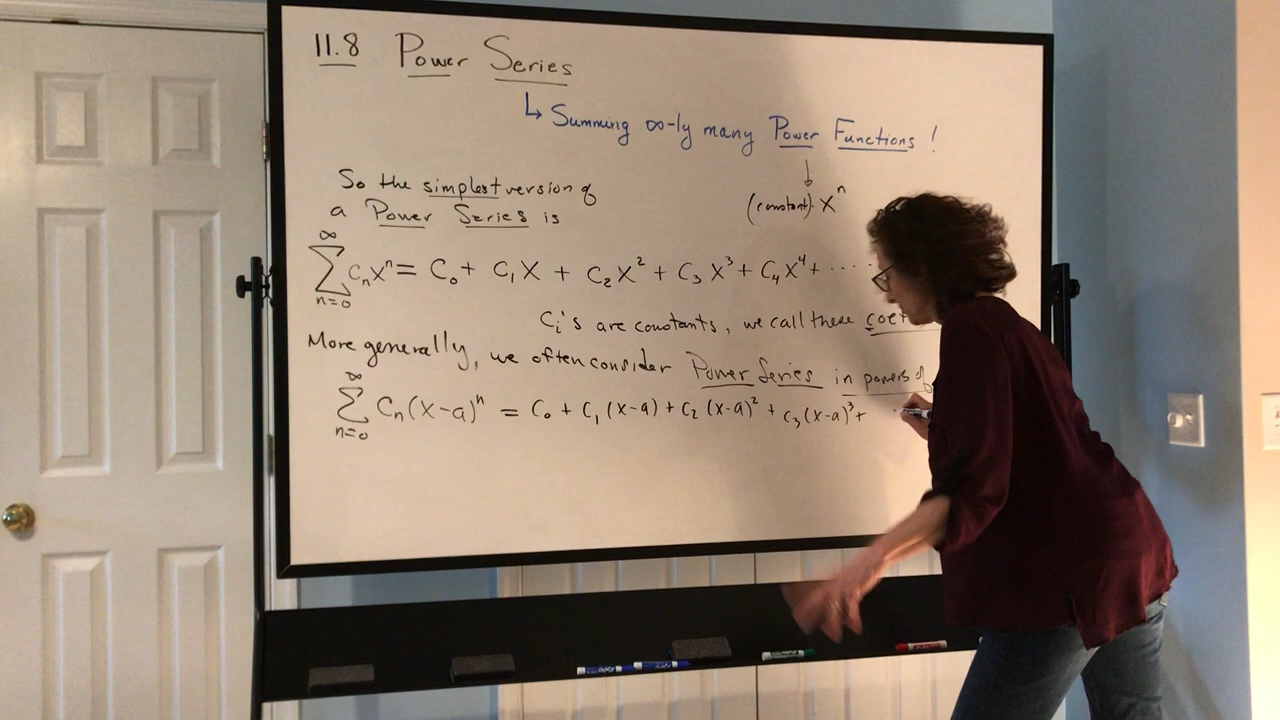 11.8 Power Series
↳ Summing ∞-ly many Power Functions !
So the simplest version of
a Power Series is
(constant)· X^n
∞
∑ C_n X^n = C_0 + C_1 X + C_2 X^2 + C_3 X^3 + C_4 X^4 + ····
n=0
C_i's are constants, we call these
More generally, we often consider Power Series in powers of
∞
∑ C_n (X-a)^n = C_0 + C_1 (X-a) + C_2 (X-a)^2 + C_3 (X-a)^3 +
n=0